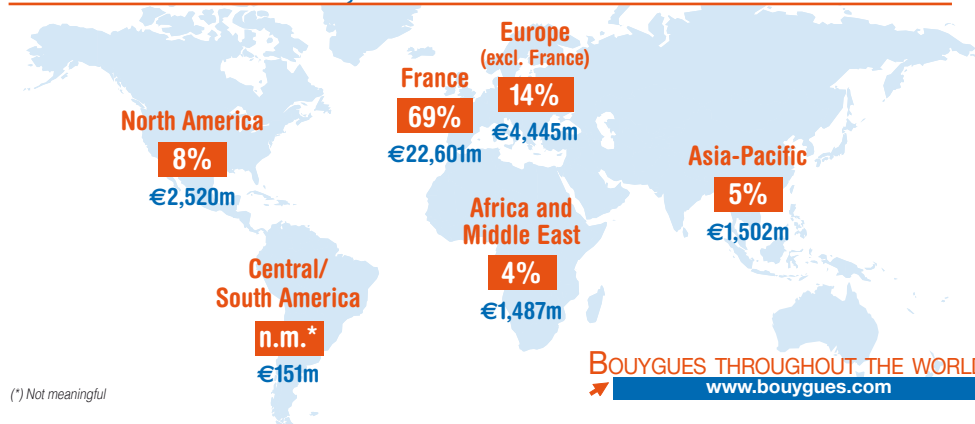 Europe
(excl. France)
14%
€4,445m
France
69%
€22,601m
North America
8%
€2,520m
Asia-Pacific
5%
€1,502m
Africa and
Middle East
4%
€1,487m
Central/
South America
n.m.*
€151m
(*) Not meaningful
BOUYGUES THROUGHOUT THE WORLD
www.bouygues.com